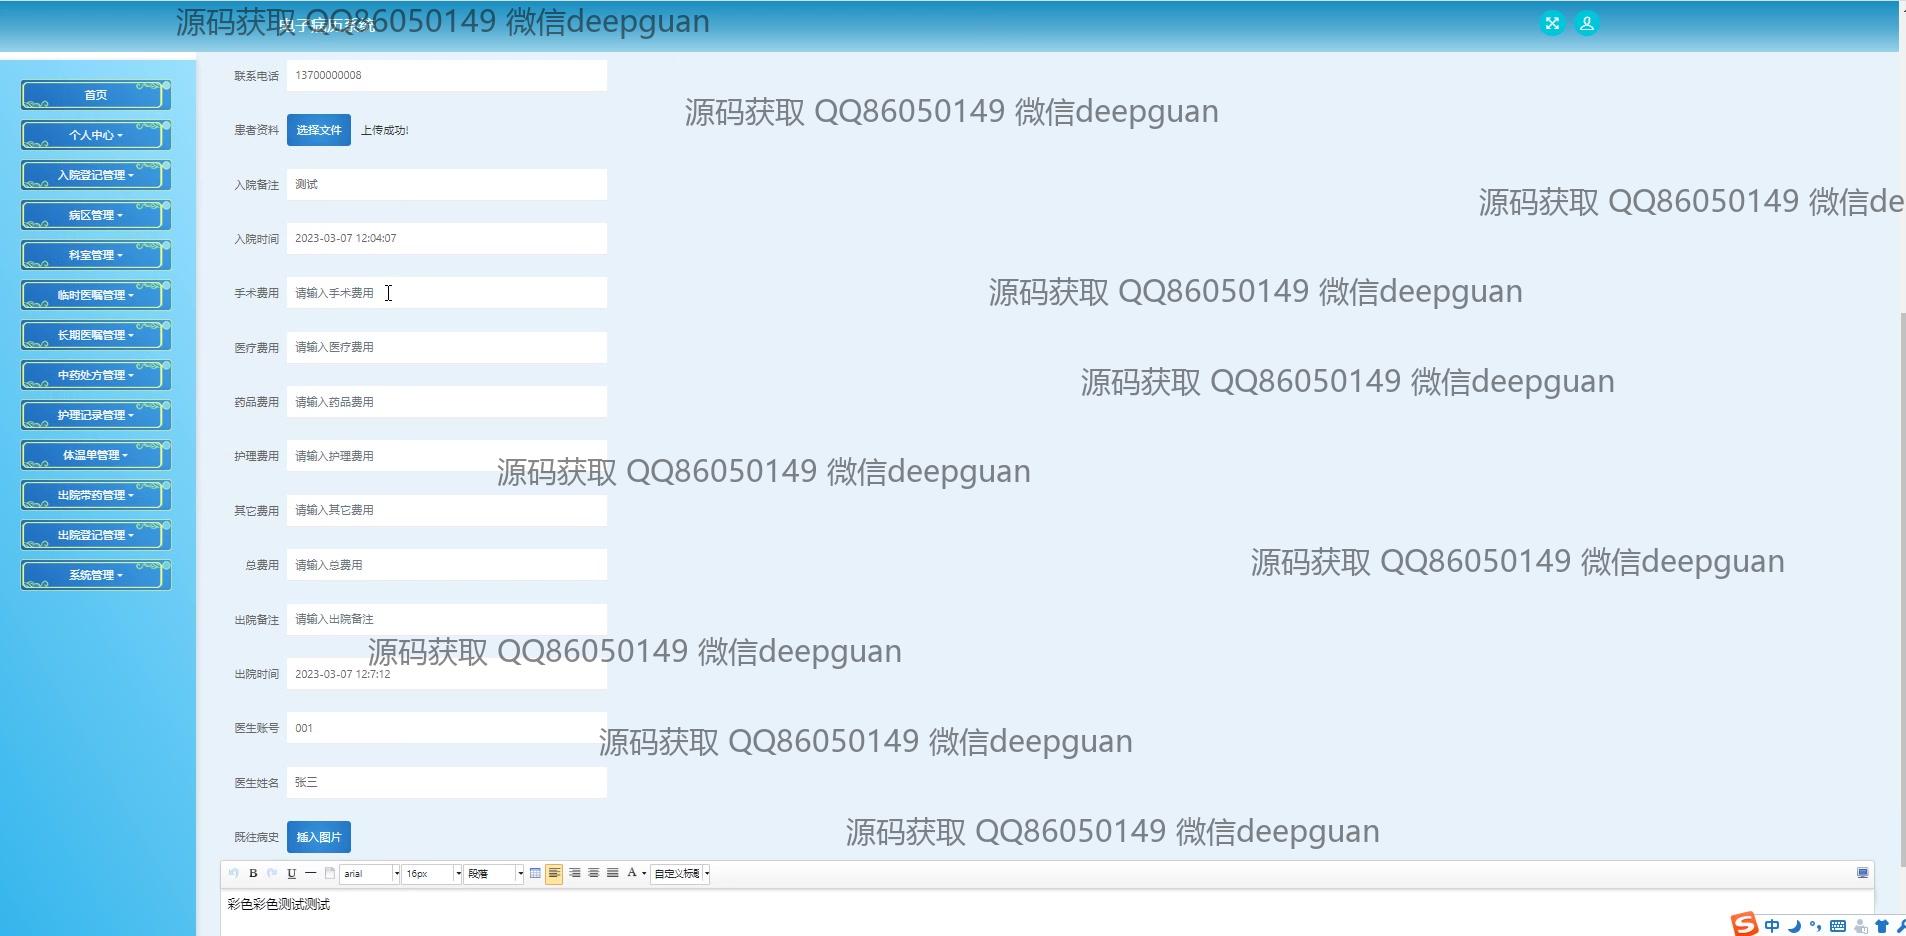 电子病历系统
源码获取 QQ86050149 微信deepguan
首页
个人中心
入院登记管理
病区管理
科室管理
临时医嘱管理
长期医嘱管理
中药处方管理
护理记录管理
体温单管理
出院带药管理
出院登记管理
系统管理
联系电话 13700000008
源码获取 QQ86050149 微信deepguan
患者资料 选择文件 上传成功!
入院备注 测试
源码获取 QQ86050149 微信de
入院时间 2023-03-07 12:04:07
手术费用 请输入手术费用
源码获取 QQ86050149 微信deepguan
医疗费用 请输入医疗费用
源码获取 QQ86050149 微信deepguan
药品费用 请输入药品费用
护理费用 请输入护理费用
源码获取 QQ86050149 微信deepguan
其它费用 请输入其它费用
总费用 请输入总费用
源码获取 QQ86050149 微信deepguan
出院备注 请输入出院备注
源码获取 QQ86050149 微信deepguan
出院时间 2023-03-07 12:7:12
医生账号 001
源码获取 QQ86050149 微信deepguan
医生姓名 张三
既往病史 插入图片
源码获取 QQ86050149 微信deepguan
B U arial 16px 段落 A 自定义标题
彩色彩色测试测试
中